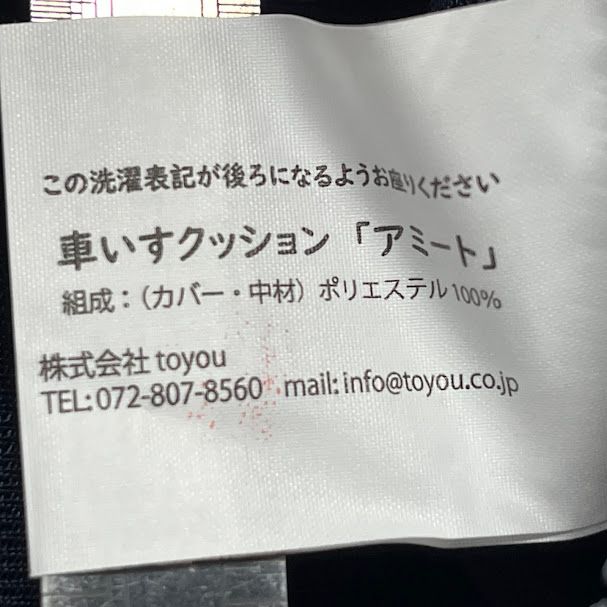 この洗濯表記が後ろになるようお座りください
車いすクッション「アミート」
組成：（カバー・中材）ポリエステル100%
株式会社 toyou
TEL: 072-807-8560 mail: info@toyou.co.jp